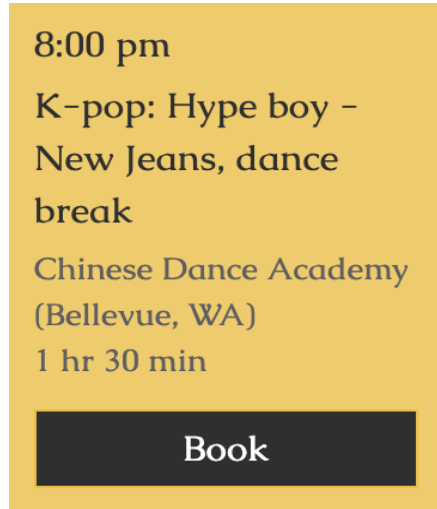 8:00 pm
K-pop: Hype boy -
New Jeans, dance
break
Chinese Dance Academy
(Bellevue, WA)
1 hr 30 min
Book